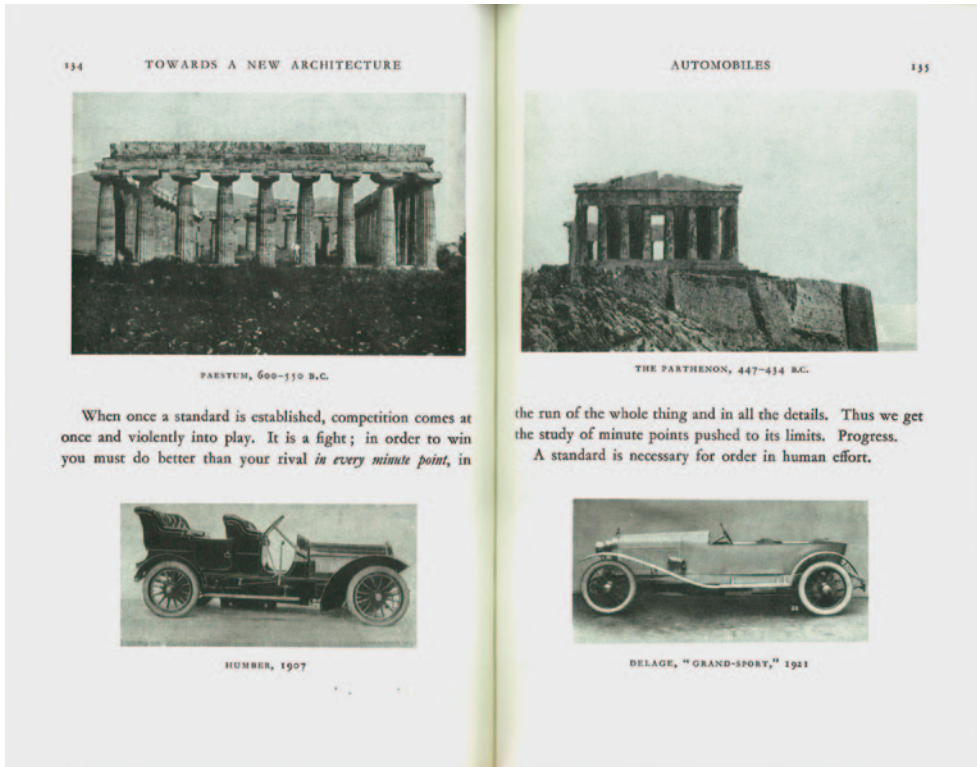 134 TOWARDS A NEW ARCHITECTURE
PAESTUM, 600–550 B.C.
When once a standard is established, competition comes at
once and violently into play. It is a fight; in order to win
you must do better than your rival in every minute point, in
HUMBER, 1907
AUTOMOBILES 135
THE PARTHENON, 447–434 B.C.
the run of the whole thing and in all the details. Thus we get
the study of minute points pushed to its limits. Progress.
A standard is necessary for order in human effort.
DELAGE, "GRAND-SPORT," 1921